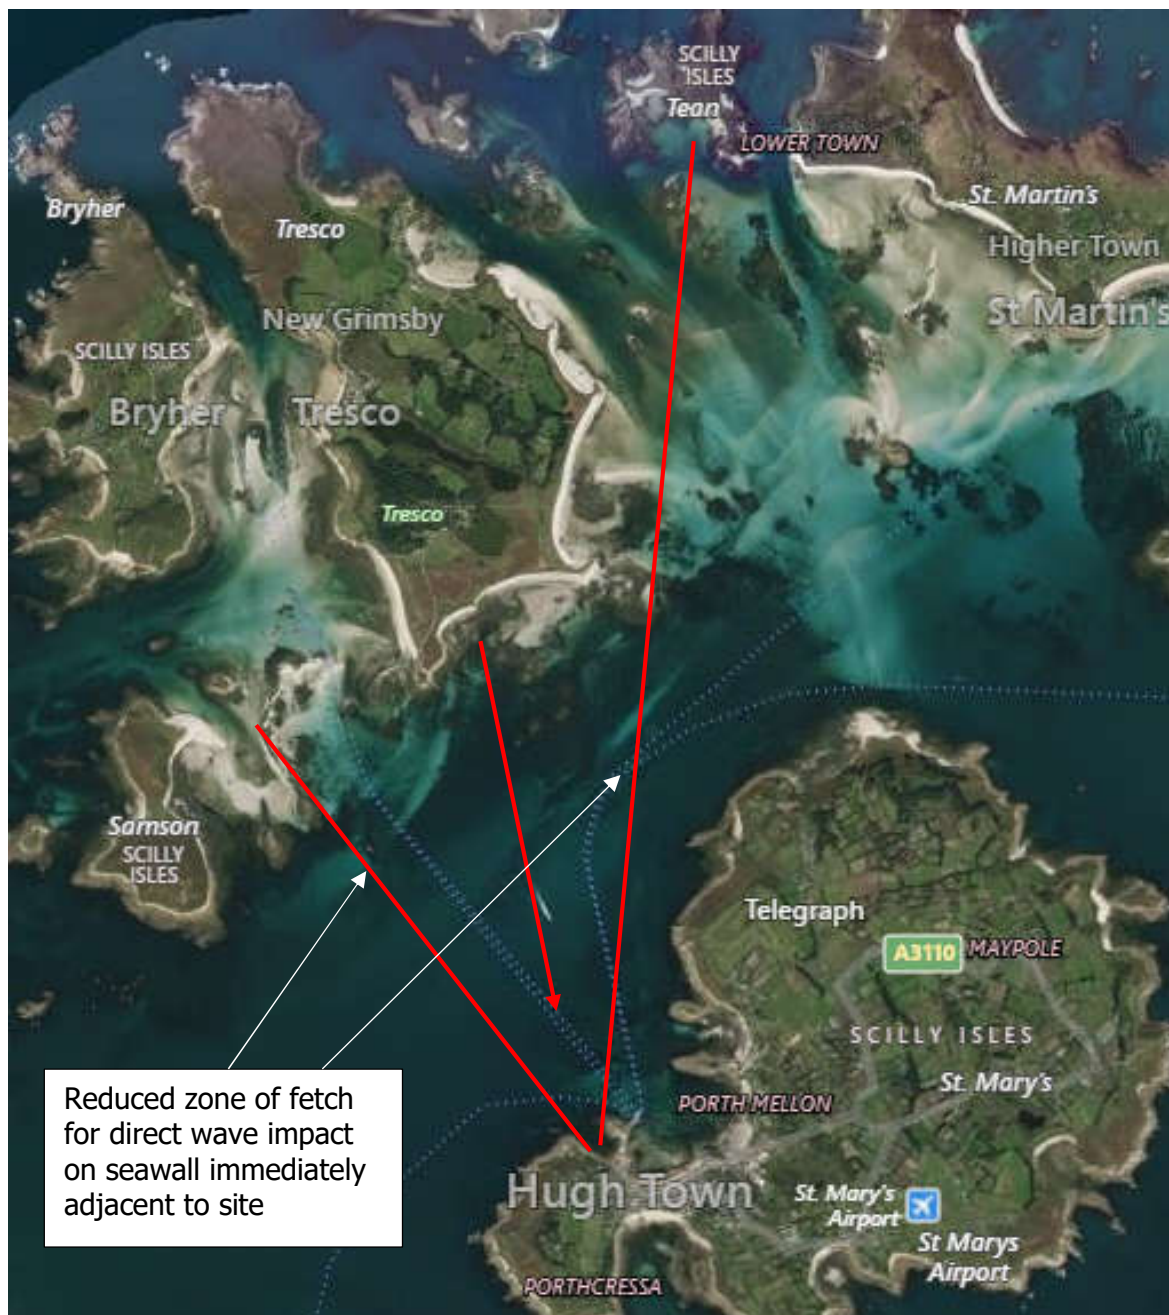 SCILLY
ISLES
Tean
LOWER TOWN
Bryher
Tresco
St. Martin's
Higher Town
New Grimsby
St Martin's
SCILLY ISLES
Bryher
Tresco
Tresco
Samson
SCILLY
ISLES
Telegraph
A3110
MAYPOLE
SCILLY ISLES
St. Mary's
PORTH MELLON
Reduced zone of fetch
for direct wave impact
on seawall immediately
adjacent to site
Hugh Town
St. Mary's
Airport
St Marys
Airport
PORTHCRESSA